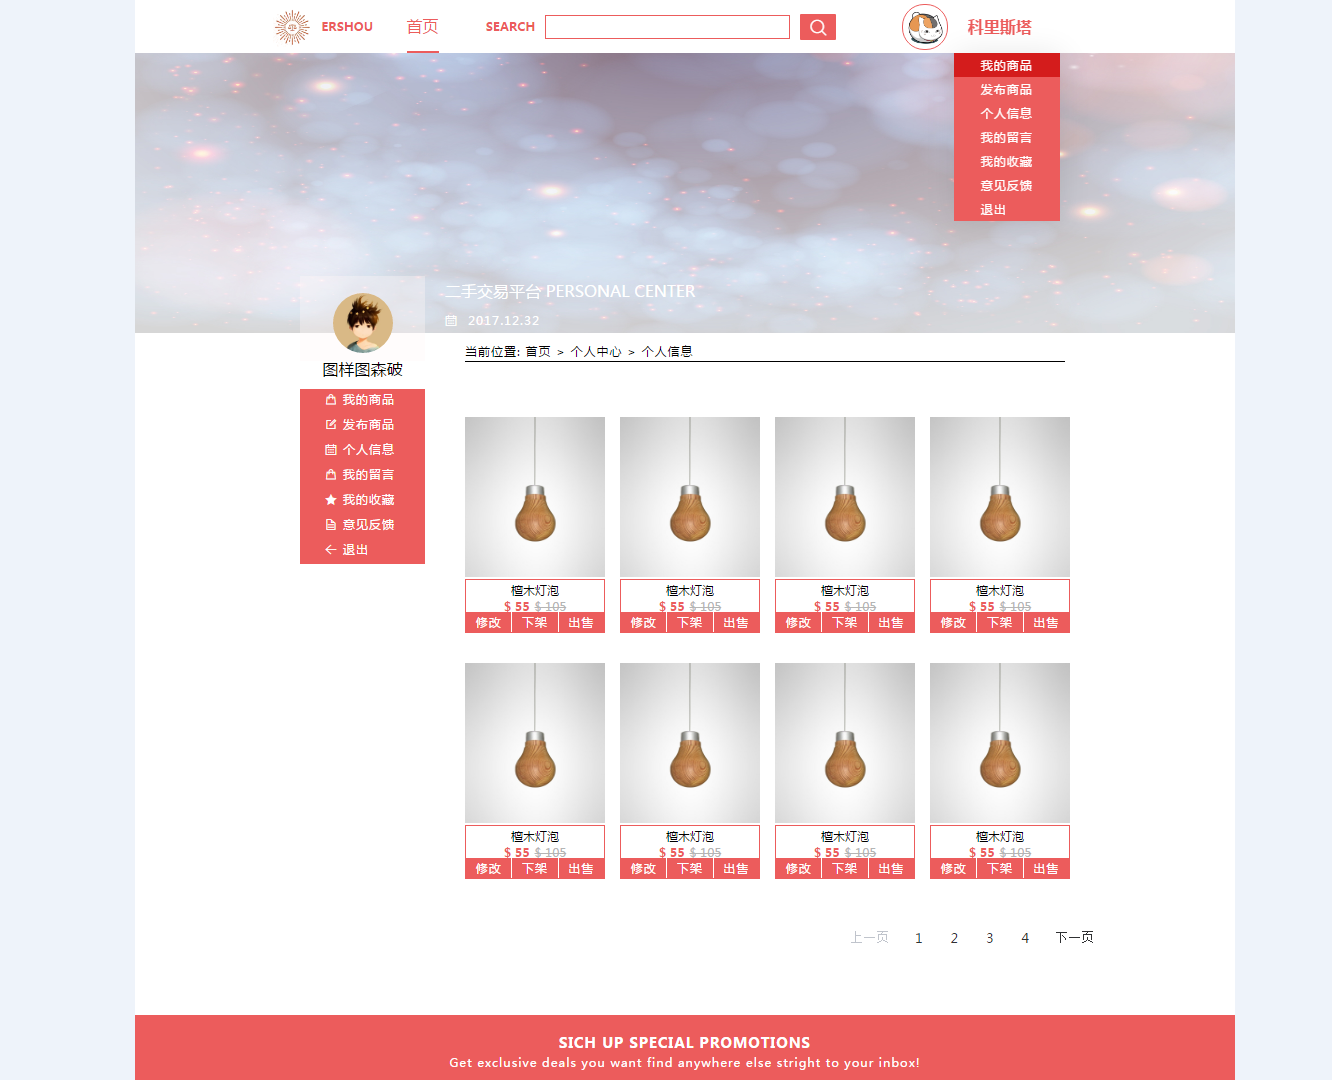 ERSHOU 首页 SEARCH 科里斯塔
我的商品
发布商品
个人信息
我的留言
我的收藏
意见反馈
退出
二手交易平台 PERSONAL CENTER
2017.12.32
图样图森破
我的商品
发布商品
个人信息
我的留言
我的收藏
意见反馈
退出
当前位置: 首页 > 个人中心 > 个人信息
檀木灯泡 檀木灯泡 檀木灯泡 檀木灯泡
$ 55 $ 105 $ 55 $ 105 $ 55 $ 105 $ 55 $ 105
修改 下架 出售 修改 下架 出售 修改 下架 出售 修改 下架 出售
檀木灯泡 檀木灯泡 檀木灯泡 檀木灯泡
$ 55 $ 105 $ 55 $ 105 $ 55 $ 105 $ 55 $ 105
修改 下架 出售 修改 下架 出售 修改 下架 出售 修改 下架 出售
上一页 1 2 3 4 下一页
SICH UP SPECIAL PROMOTIONS
Get exclusive deals you want find anywhere else stright to your inbox!